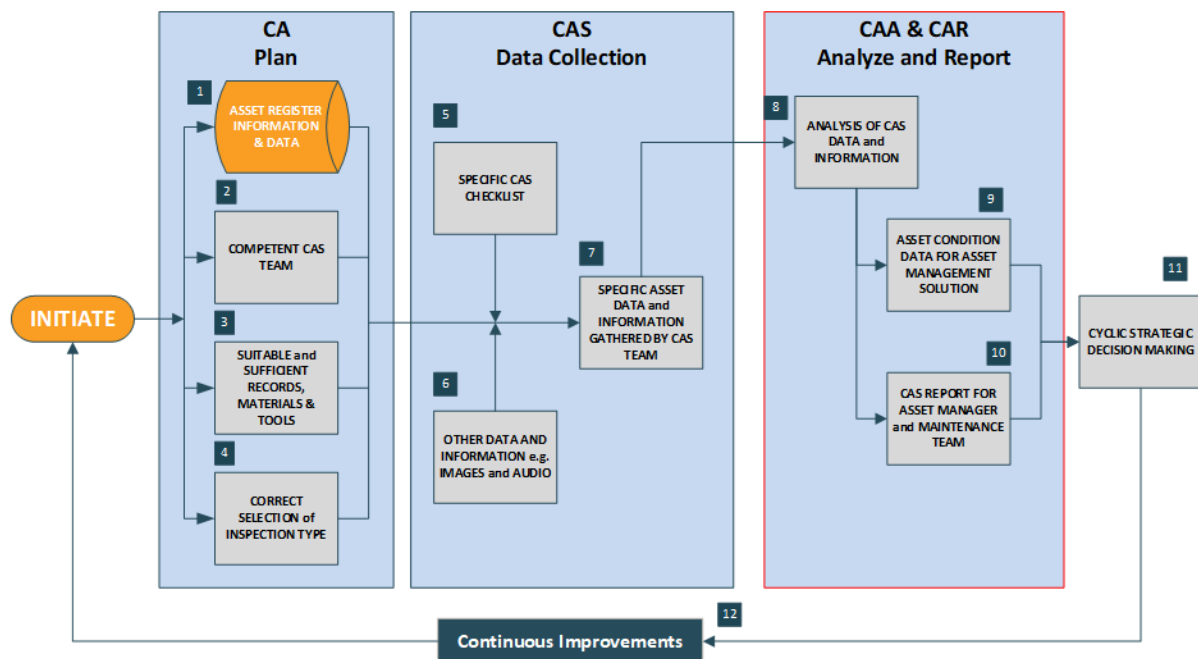 CA
Plan
1
ASSET REGISTER
INFORMATION
& DATA
2
COMPETENT CAS
TEAM
INITIATE
3
SUITABLE and
SUFFICIENT
RECORDS,
MATERIALS &
TOOLS
4
CORRECT
SELECTION of
INSPECTION TYPE
CAS
Data Collection
5
SPECIFIC CAS
CHECKLIST
6
OTHER DATA AND
INFORMATION e.g.
IMAGES and AUDIO
7
SPECIFIC ASSET
DATA and
INFORMATION
GATHERED BY CAS
TEAM
CAA & CAR
Analyze and Report
8
ANALYSIS OF CAS
DATA and
INFORMATION
9
ASSET CONDITION
DATA FOR ASSET
MANAGEMENT
SOLUTION
10
CAS REPORT FOR
ASSET MANAGER
and MAINTENANCE
TEAM
11
CYCLIC STRATEGIC
DECISION MAKING
12
Continuous Improvements